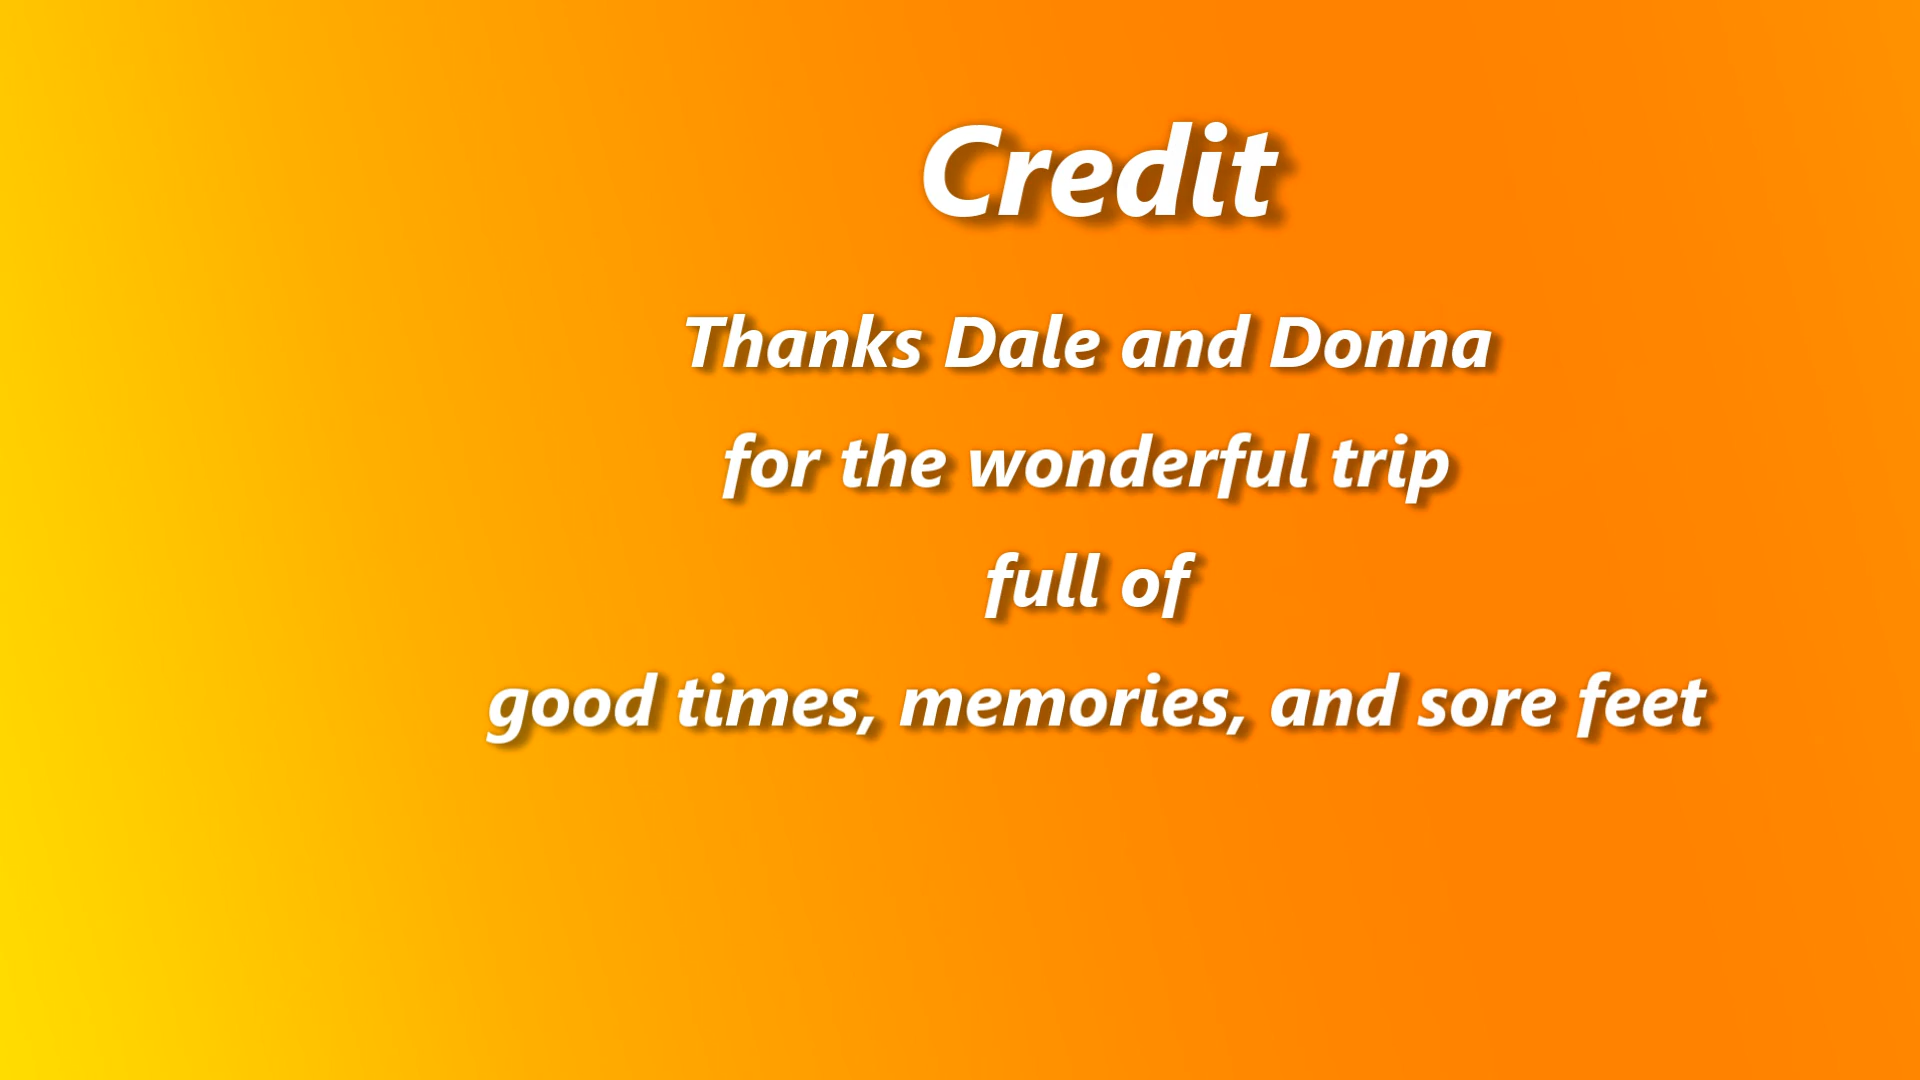 Credit
Thanks Dale and Donna
for the wonderful trip
full of
good times, memories, and sore feet